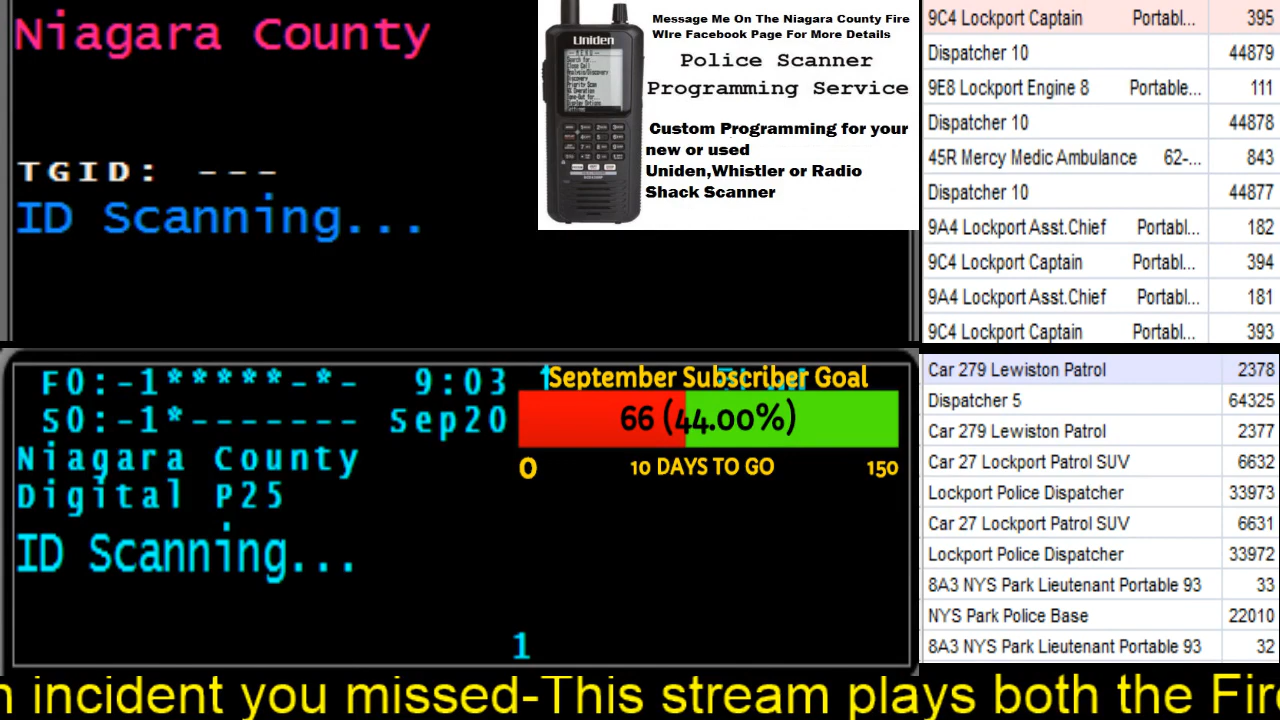 Niagara County
TGID: ---
ID Scanning...
Uniden
Message Me On The Niagara County Fire
WIre Facebook Page For More Details
Police Scanner
Programming Service
Custom Programming for your
new or used
Uniden,Whistler or Radio
Shack Scanner
9C4 Lockport Captain Portabl... 395
Dispatcher 10 44879
9E8 Lockport Engine 8 Portable... 111
Dispatcher 10 44878
45R Mercy Medic Ambulance 62-... 843
Dispatcher 10 44877
9A4 Lockport Asst.Chief Portabl... 182
9C4 Lockport Captain Portabl... 394
9A4 Lockport Asst.Chief Portabl... 181
9C4 Lockport Captain Portabl... 393
F0:-1*****-*- 9:03
S0:-1*------- Sep20
Niagara County
Digital P25
ID Scanning...
1
September Subscriber Goal
66 (44.00%)
0 10 DAYS TO GO 150
Car 279 Lewiston Patrol 2378
Dispatcher 5 64325
Car 279 Lewiston Patrol 2377
Car 27 Lockport Patrol SUV 6632
Lockport Police Dispatcher 33973
Car 27 Lockport Patrol SUV 6631
Lockport Police Dispatcher 33972
8A3 NYS Park Lieutenant Portable 93 33
NYS Park Police Base 22010
8A3 NYS Park Lieutenant Portable 93 32
n incident you missed-This stream plays both the Fire